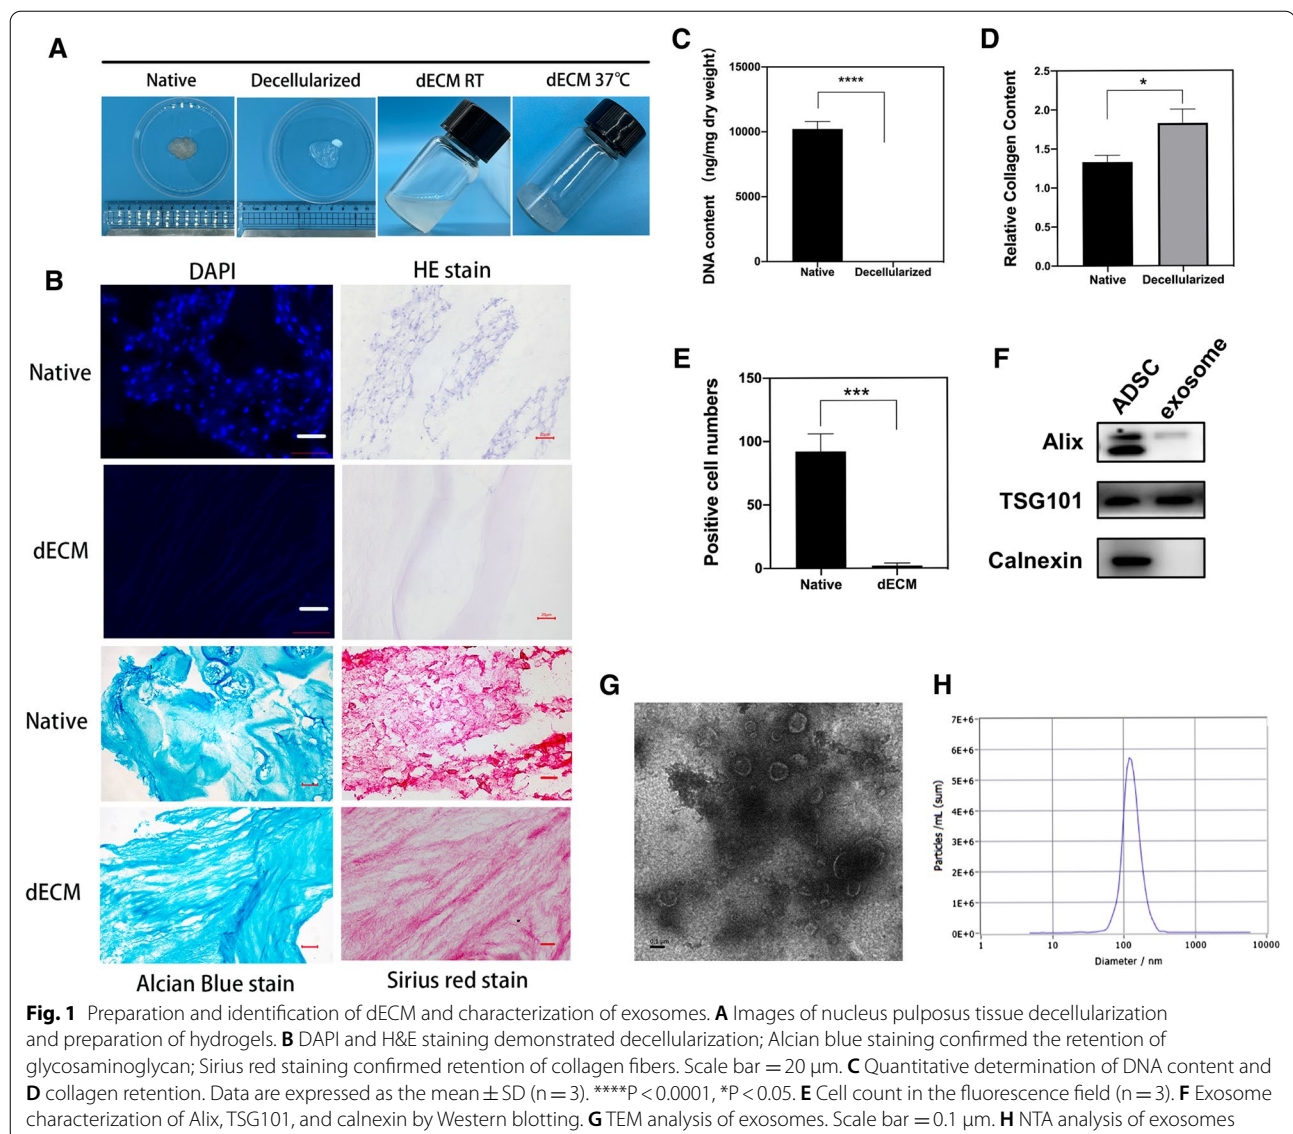 A
Native Decellularized dECM RT dECM 37℃
B
DAPI HE stain
Native
dECM
Native
dECM
Alcian Blue stain Sirius red stain
C
DNA content (ng/mg dry weight)
15000
10000
5000
0
****
Native Decellularized
D
Relative Collagen Content
2.5
2.0
1.5
1.0
0.5
0.0
*
Native Decellularized
E
Positive cell numbers
150
100
50
0
***
Native dECM
F
ADSC exosome
Alix
TSG101
Calnexin
G
0.1 μm
H
Particles /mL (sum)
7E+6
6E+6
5E+6
4E+6
3E+6
2E+6
1E+6
0E+0
1 10 100 1000 10000
Diameter / nm
Fig. 1 Preparation and identification of dECM and characterization of exosomes. A Images of nucleus pulposus tissue decellularization
and preparation of hydrogels. B DAPI and H&E staining demonstrated decellularization; Alcian blue staining confirmed the retention of
glycosaminoglycan; Sirius red staining confirmed retention of collagen fibers. Scale bar = 20 μm. C Quantitative determination of DNA content and
D collagen retention. Data are expressed as the mean ± SD (n = 3). ****P < 0.0001, *P < 0.05. E Cell count in the fluorescence field (n = 3). F Exosome
characterization of Alix, TSG101, and calnexin by Western blotting. G TEM analysis of exosomes. Scale bar = 0.1 μm. H NTA analysis of exosomes